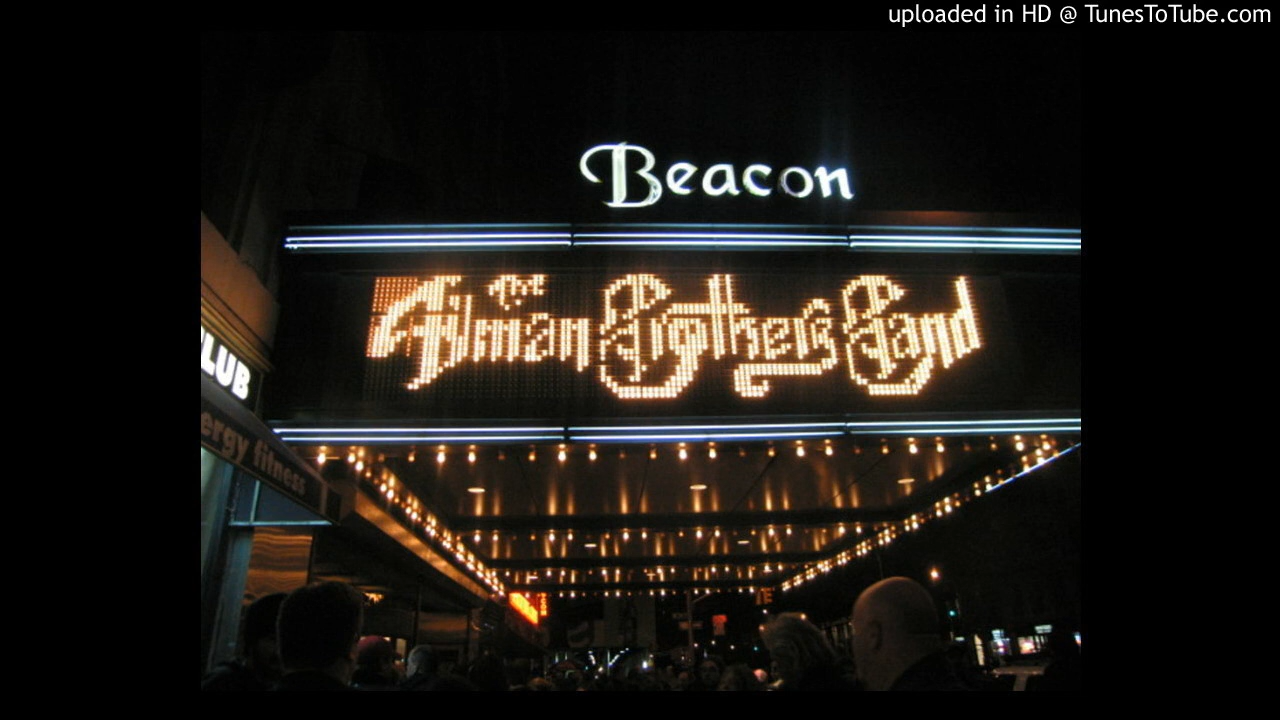 uploaded in HD @ TunesToTube.com
Beacon
the
Allman Brothers Band
LUB
ergy fitness